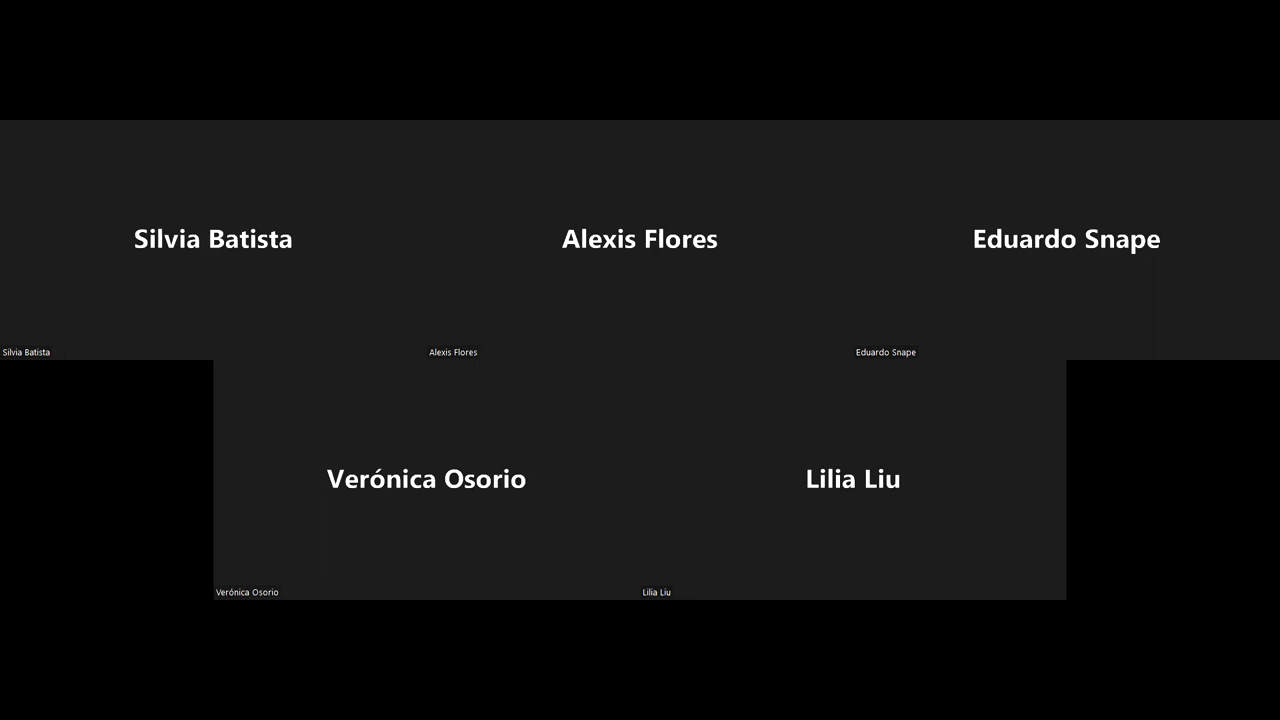 Silvia Batista
Alexis Flores
Eduardo Snape
Silvia Batista
Alexis Flores
Eduardo Snape
Verónica Osorio
Lilia Liu
Verónica Osorio
Lilia Liu